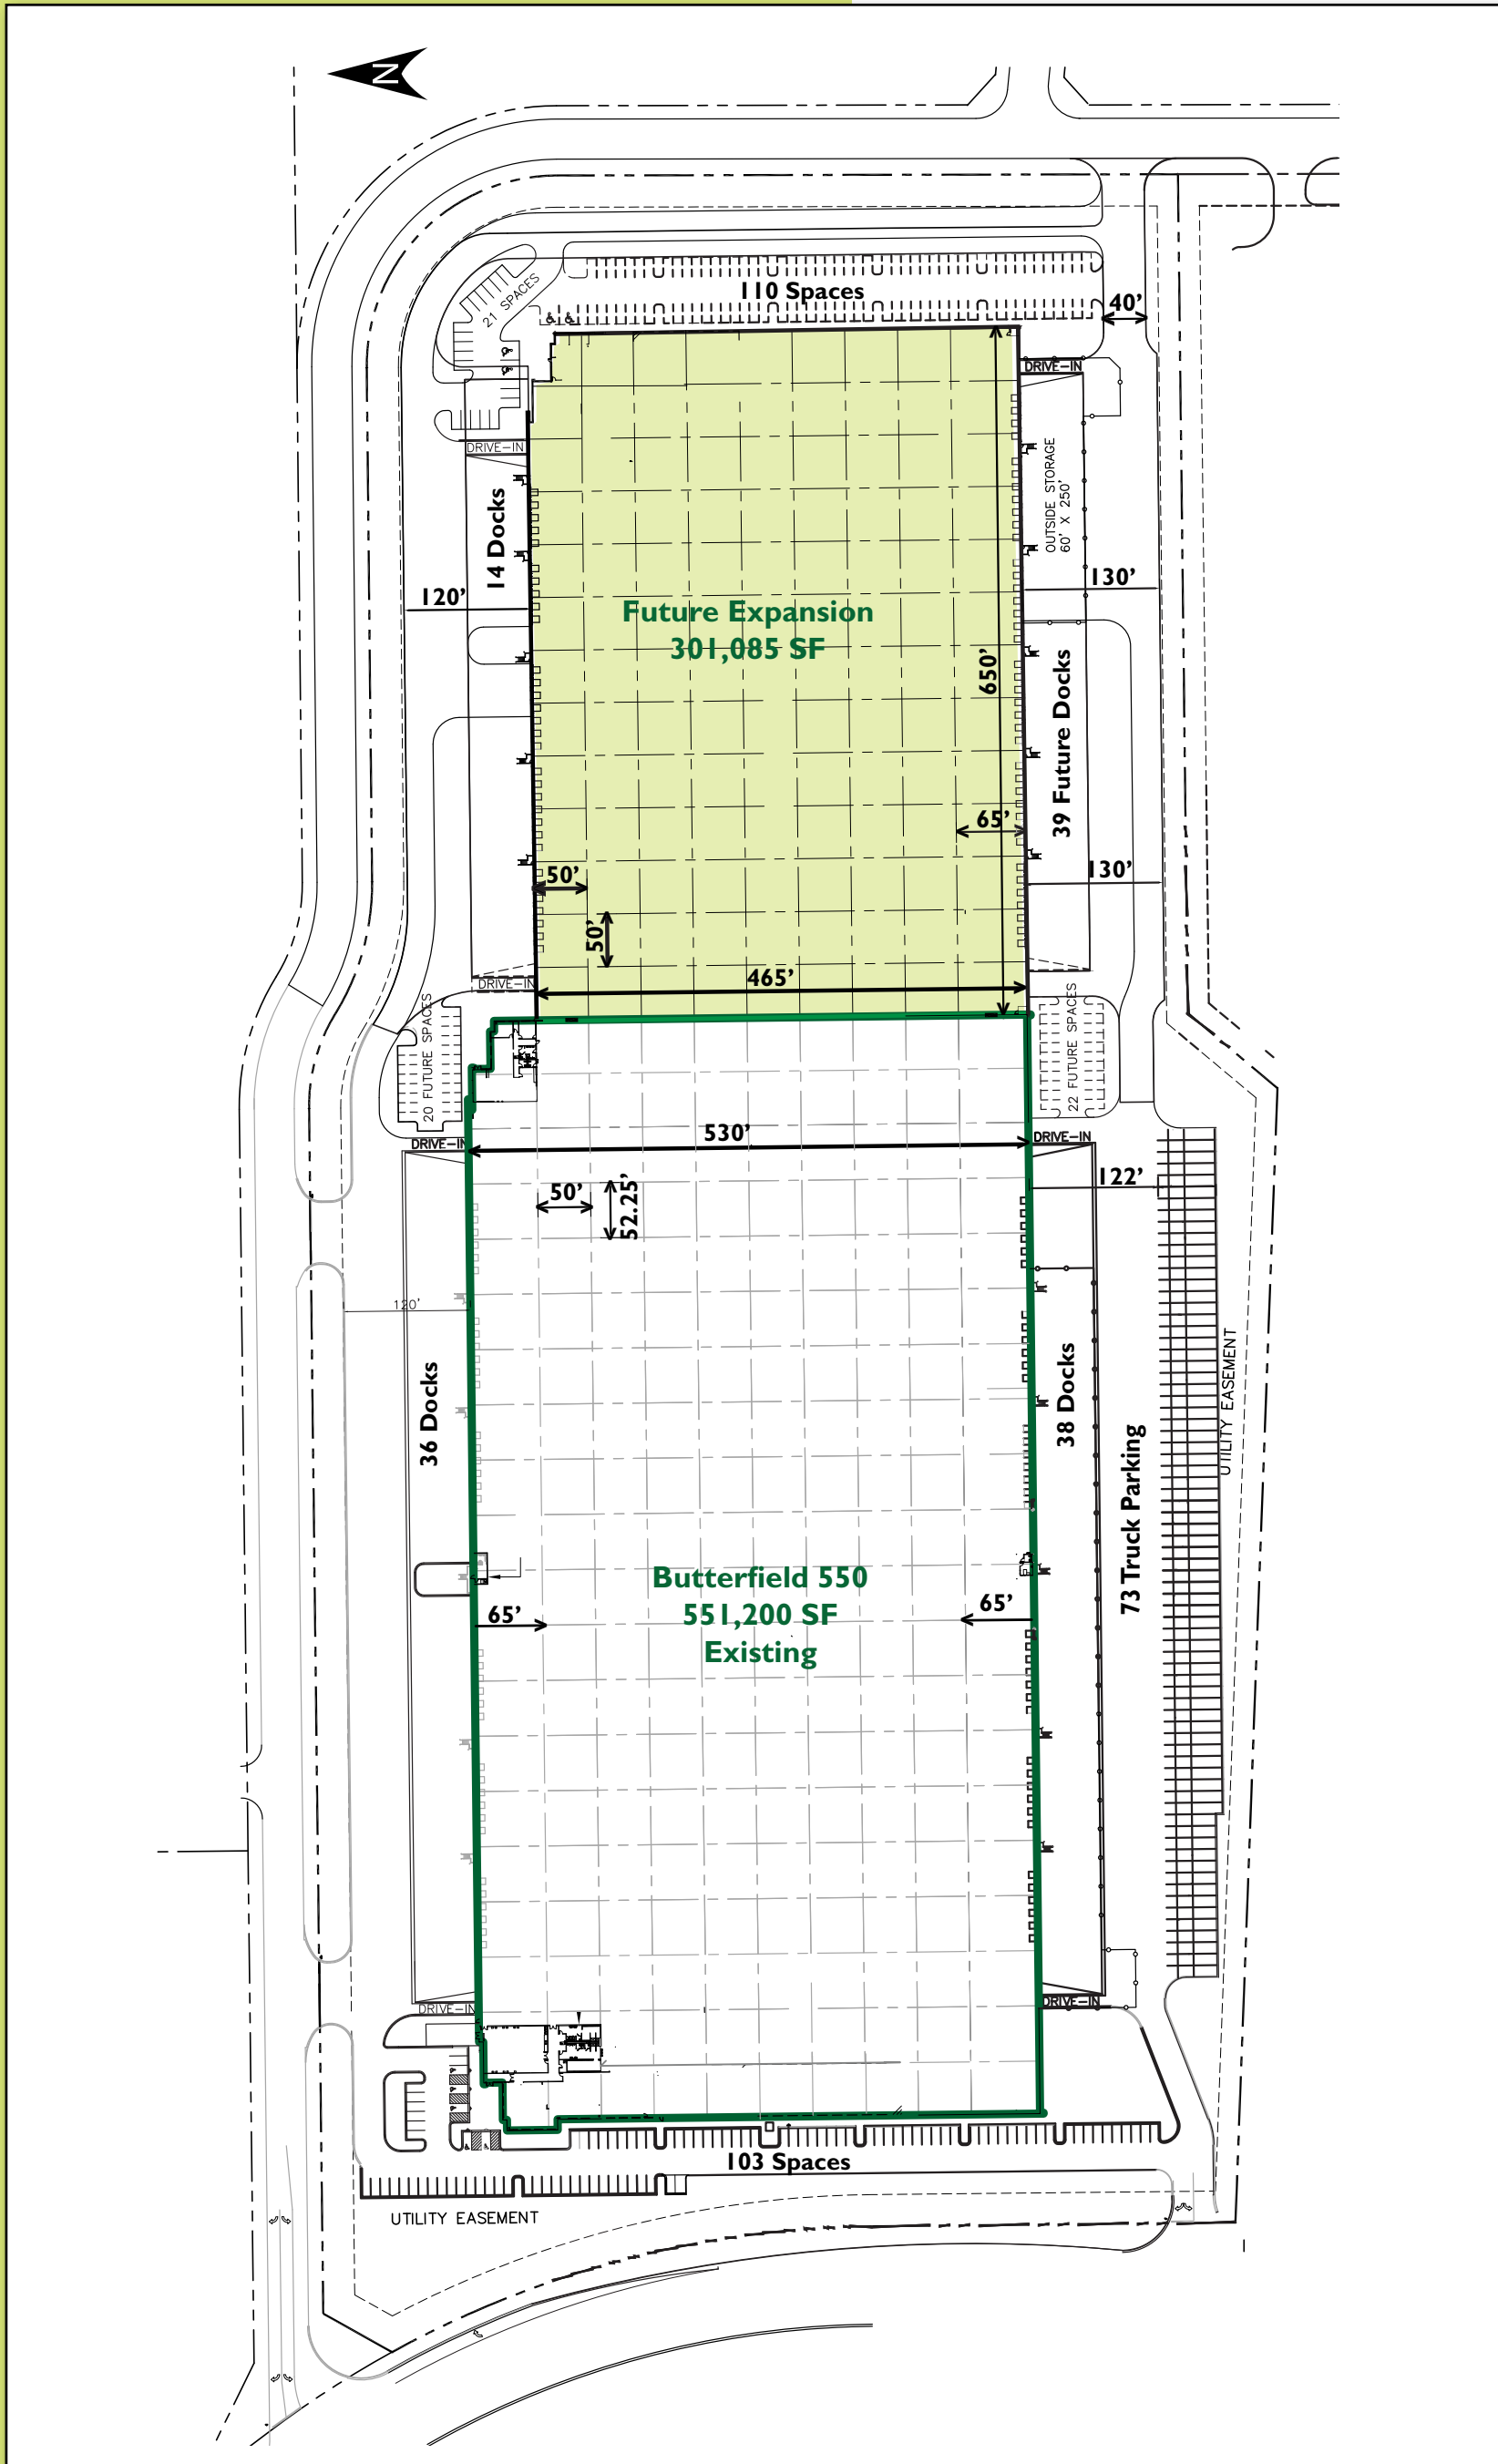 N
110 Spaces
21 SPACES
40'
DRIVE-IN
DRIVE-IN
OUTSIDE STORAGE
60' X 250'
14 Docks
120'
130'
Future Expansion
301,085 SF
650'
39 Future Docks
65'
50'
130'
50'
465'
DRIVE-IN
20 FUTURE SPACES
22 FUTURE SPACES
DRIVE-IN
530'
DRIVE-IN
122'
50'
52.25'
120'
36 Docks
38 Docks
UTILITY EASEMENT
73 Truck Parking
Butterfield 550
551,200 SF
Existing
65'
65'
DRIVE-IN
DRIVE-IN
103 Spaces
UTILITY EASEMENT